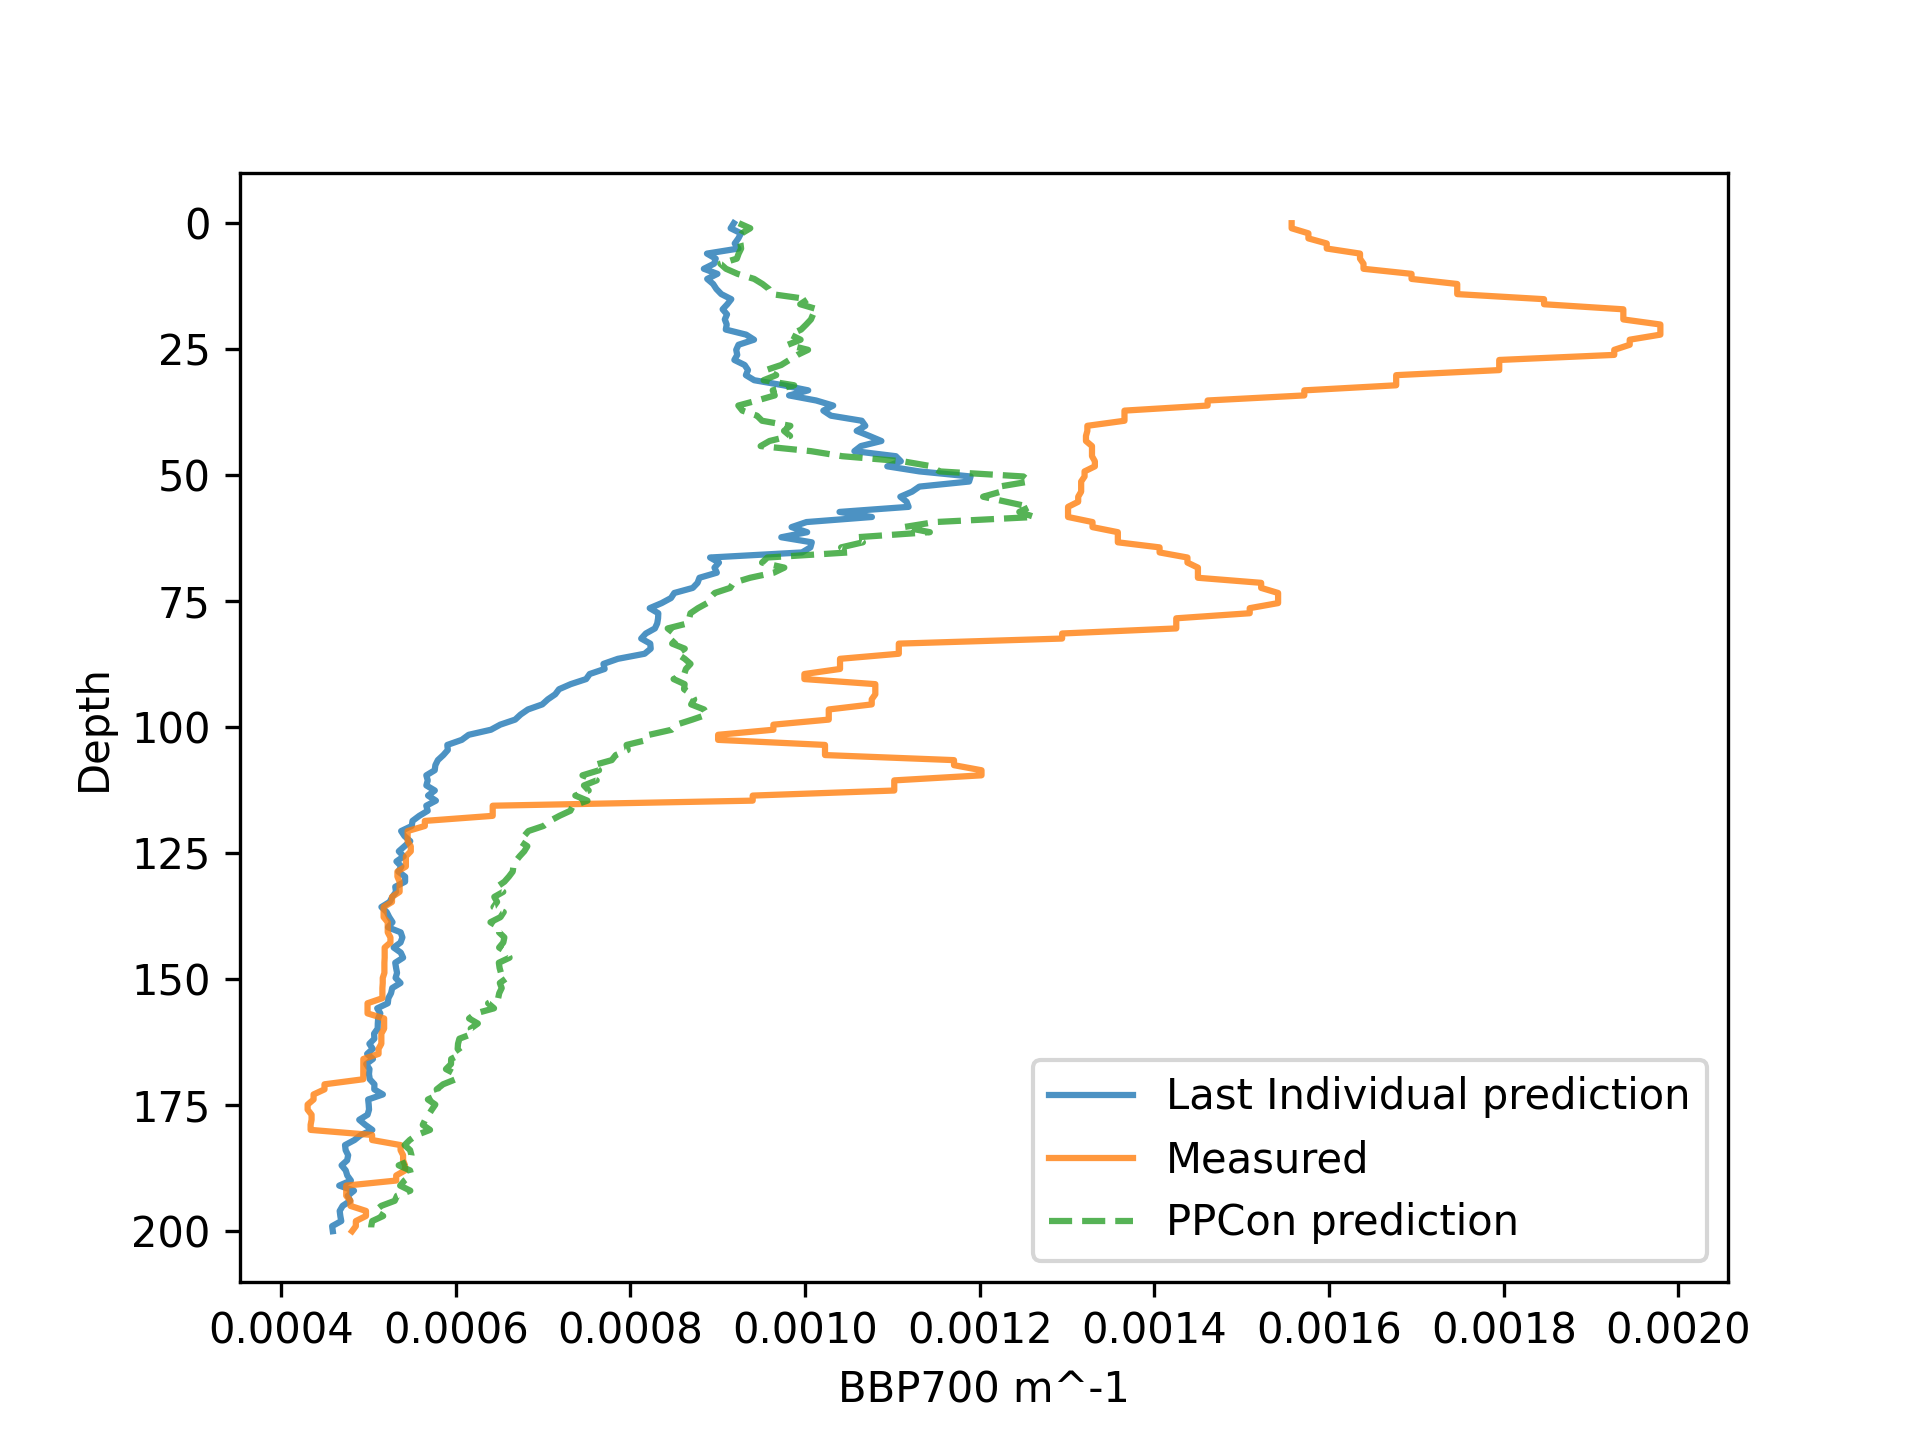 0
25
50
75
100
125
150
175
200
Depth
0.0004 0.0006 0.0008 0.0010 0.0012 0.0014 0.0016 0.0018 0.0020
BBP700 m^-1
Last Individual prediction
Measured
PPCon prediction